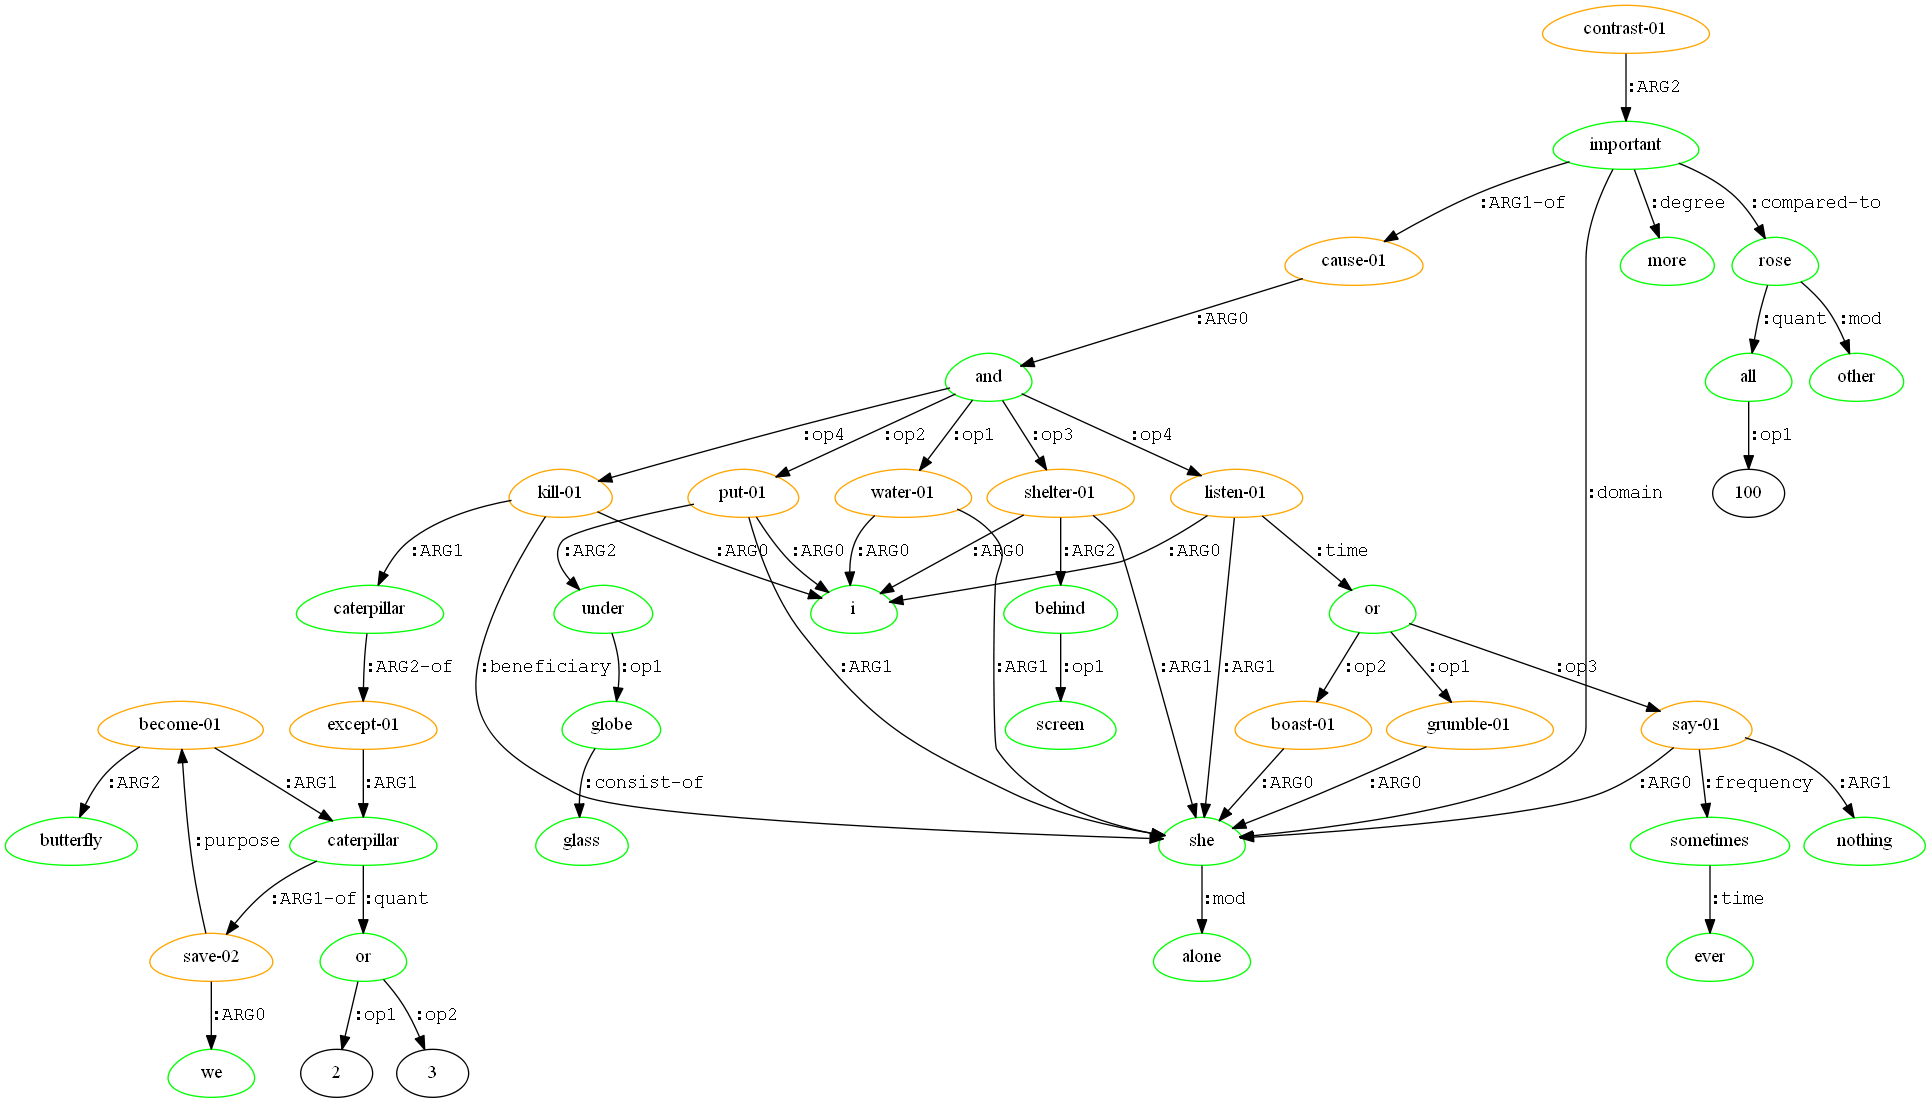 contrast-01
:ARG2
important
:ARG1-of :degree :compared-to
cause-01 more rose
:ARG0 :quant :mod
and all other
:op4 :op2 :op1 :op3 :op4 :op1
kill-01 put-01 water-01 shelter-01 listen-01 :domain 100
:ARG1 :ARG2 :ARG0 :ARG0 :ARG0 :ARG0 :ARG2 :ARG0 :time
caterpillar under i behind or
:ARG2-of :beneficiary :op1 :ARG1 :ARG1 :op1 :ARG1 :ARG1 :op2 :op1 :op3
become-01 except-01 globe screen boast-01 grumble-01 say-01
:ARG2 :ARG1 :ARG1 :consist-of :ARG0 :ARG0 :ARG0 :frequency :ARG1
butterfly :purpose caterpillar glass she sometimes nothing
:ARG1-of :quant :mod :time
save-02 or alone ever
:ARG0 :op1 :op2
we 2 3